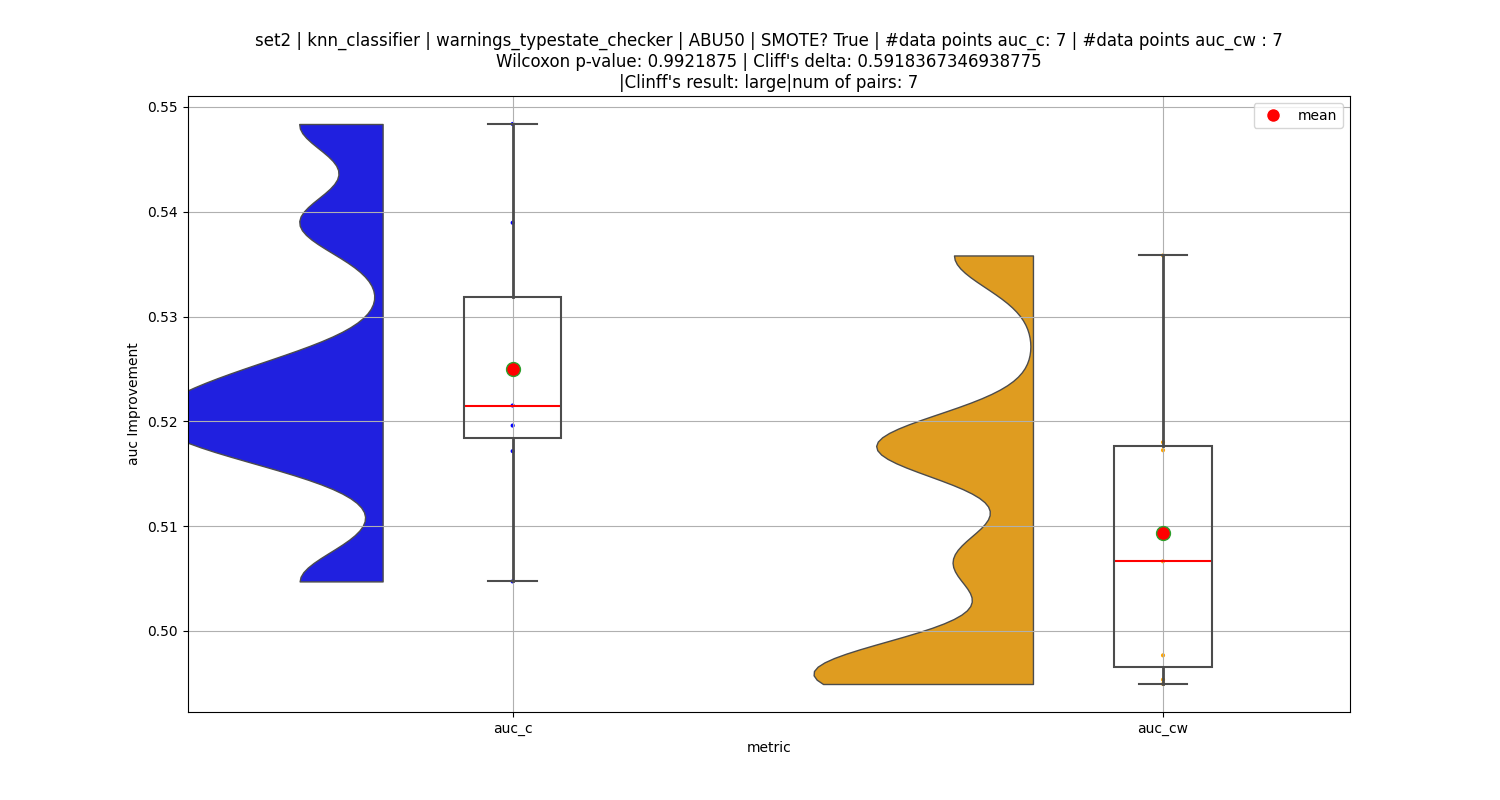 set2 | knn_classifier | warnings_typestate_checker | ABU50 | SMOTE? True | #data points auc_c: 7 | #data points auc_cw : 7
Wilcoxon p-value: 0.9921875 | Cliff's delta: 0.5918367346938775
|Clinff's result: large|num of pairs: 7
mean
0.55
0.54
0.53
0.52
0.51
0.50
auc Improvement
auc_c
auc_cw
metric